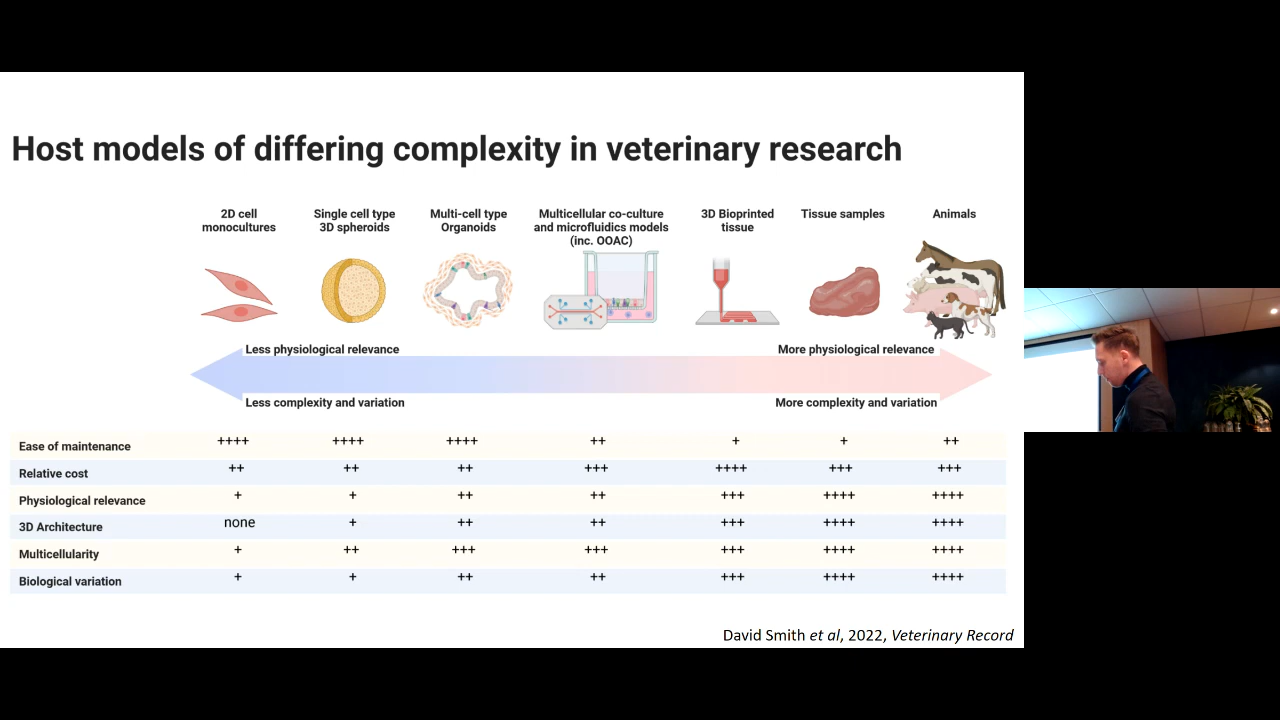 Host models of differing complexity in veterinary research
2D cell
monocultures
Single cell type
3D spheroids
Multi-cell type
Organoids
Multicellular co-culture
and microfluidics models
(inc. OOAC)
3D Bioprinted
tissue
Tissue samples
Animals
Less physiological relevance
More physiological relevance
Less complexity and variation
More complexity and variation
Ease of maintenance ++++ ++++ ++++ ++ + + ++
Relative cost ++ ++ ++ +++ ++++ +++ +++
Physiological relevance + + ++ ++ +++ ++++ ++++
3D Architecture none + ++ ++ +++ ++++ ++++
Multicellularity + ++ +++ +++ +++ ++++ ++++
Biological variation + + ++ ++ +++ ++++ ++++
David Smith et al, 2022, Veterinary Record